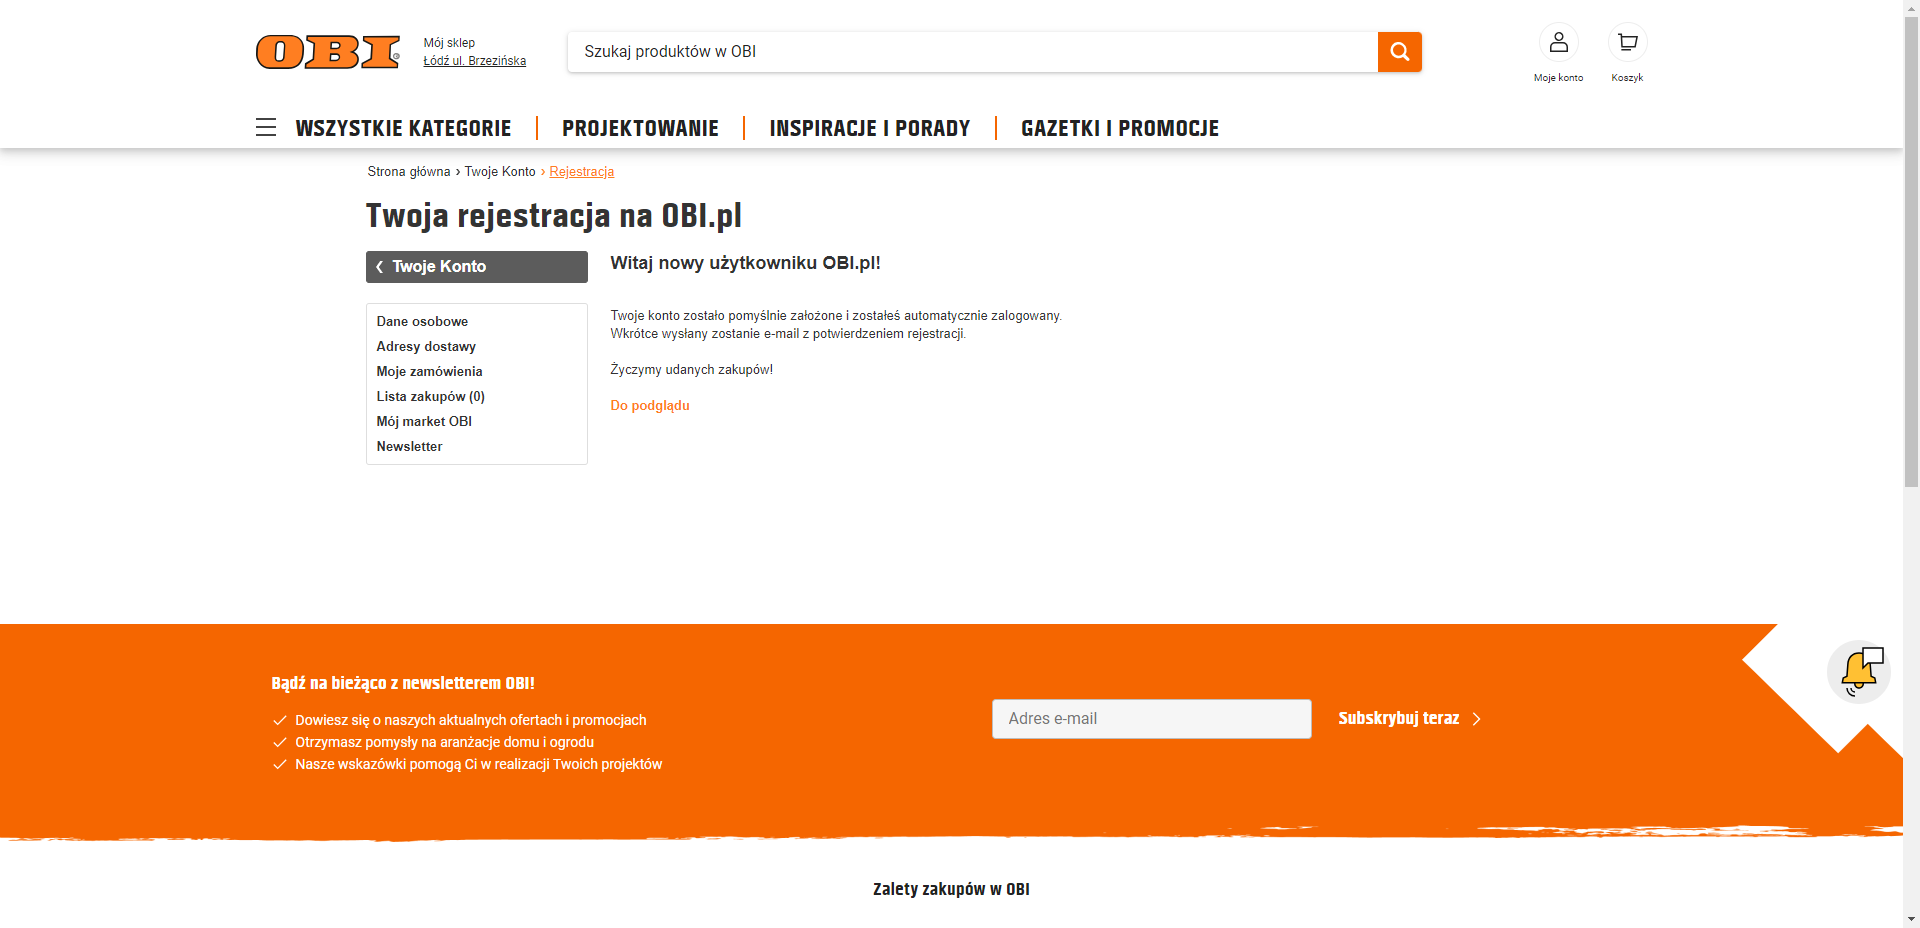 OBI
Mój sklep
Łódź ul. Brzezińska
Szukaj produktów w OBI
Moje konto
Koszyk
WSZYSTKIE KATEGORIE
PROJEKTOWANIE
INSPIRACJE I PORADY
GAZETKI I PROMOCJE
Strona główna › Twoje Konto › Rejestracja
Twoja rejestracja na OBI.pl
Twoje Konto
Dane osobowe
Adresy dostawy
Moje zamówienia
Lista zakupów (0)
Mój market OBI
Newsletter
Witaj nowy użytkowniku OBI.pl!
Twoje konto zostało pomyślnie założone i zostałeś automatycznie zalogowany.
Wkrótce wysłany zostanie e-mail z potwierdzeniem rejestracji.
Życzymy udanych zakupów!
Do podglądu
Bądź na bieżąco z newsletterem OBI!
Dowiesz się o naszych aktualnych ofertach i promocjach
Otrzymasz pomysły na aranżacje domu i ogrodu
Nasze wskazówki pomogą Ci w realizacji Twoich projektów
Adres e-mail
Subskrybuj teraz
Zalety zakupów w OBI